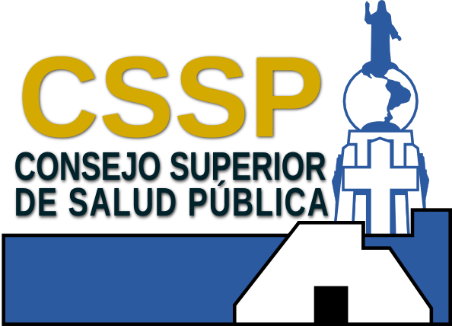 CSSP
CONSEJO SUPERIOR
DE SALUD PÚBLICA